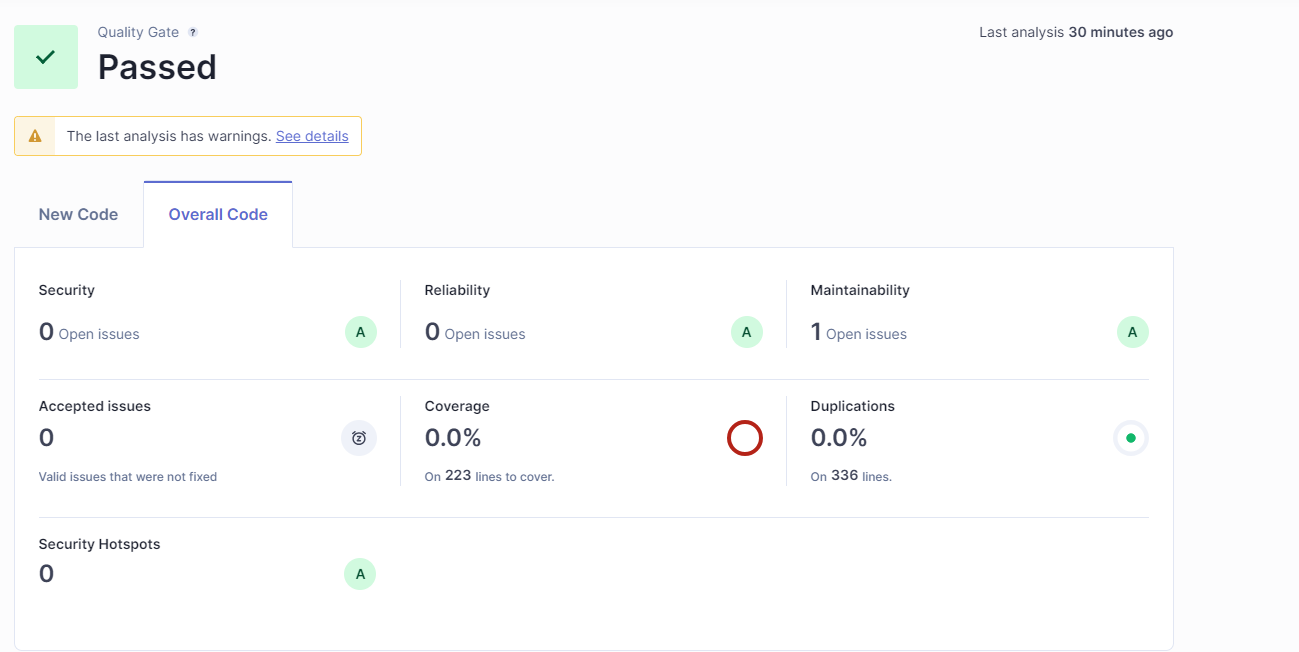 Quality Gate ?
Last analysis 30 minutes ago
Passed
The last analysis has warnings. See details
New Code
Overall Code
Security
Reliability
Maintainability
0 Open issues
A
0 Open issues
A
1 Open issues
A
Accepted issues
Coverage
Duplications
0
0.0%
0.0%
Valid issues that were not fixed
On 223 lines to cover.
On 336 lines.
Security Hotspots
0
A